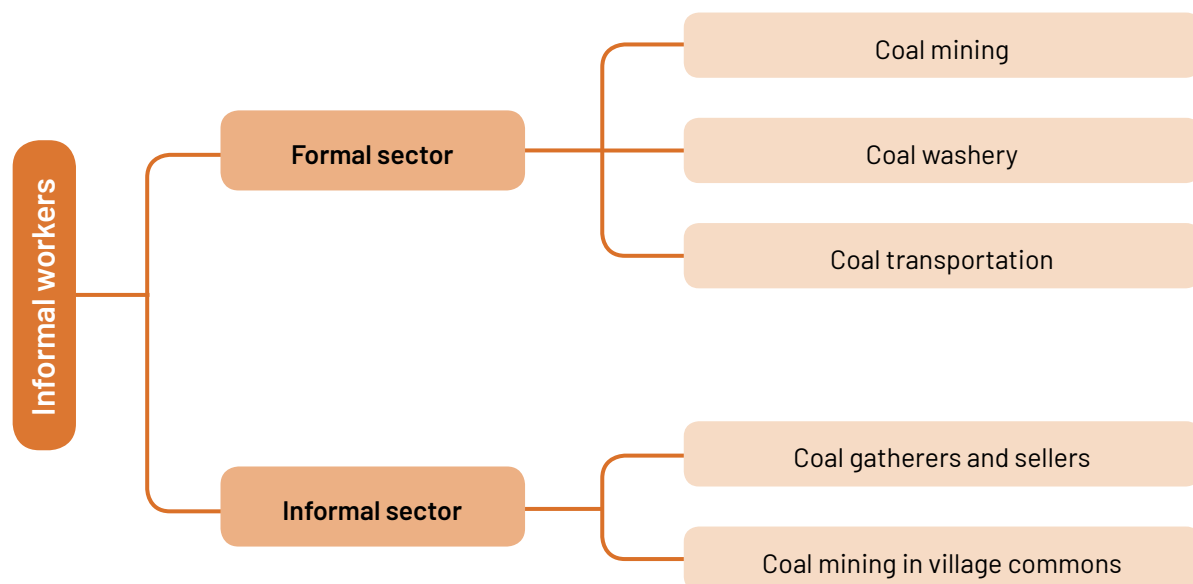 Informal workers
Formal sector
Coal mining
Coal washery
Coal transportation
Informal sector
Coal gatherers and sellers
Coal mining in village commons